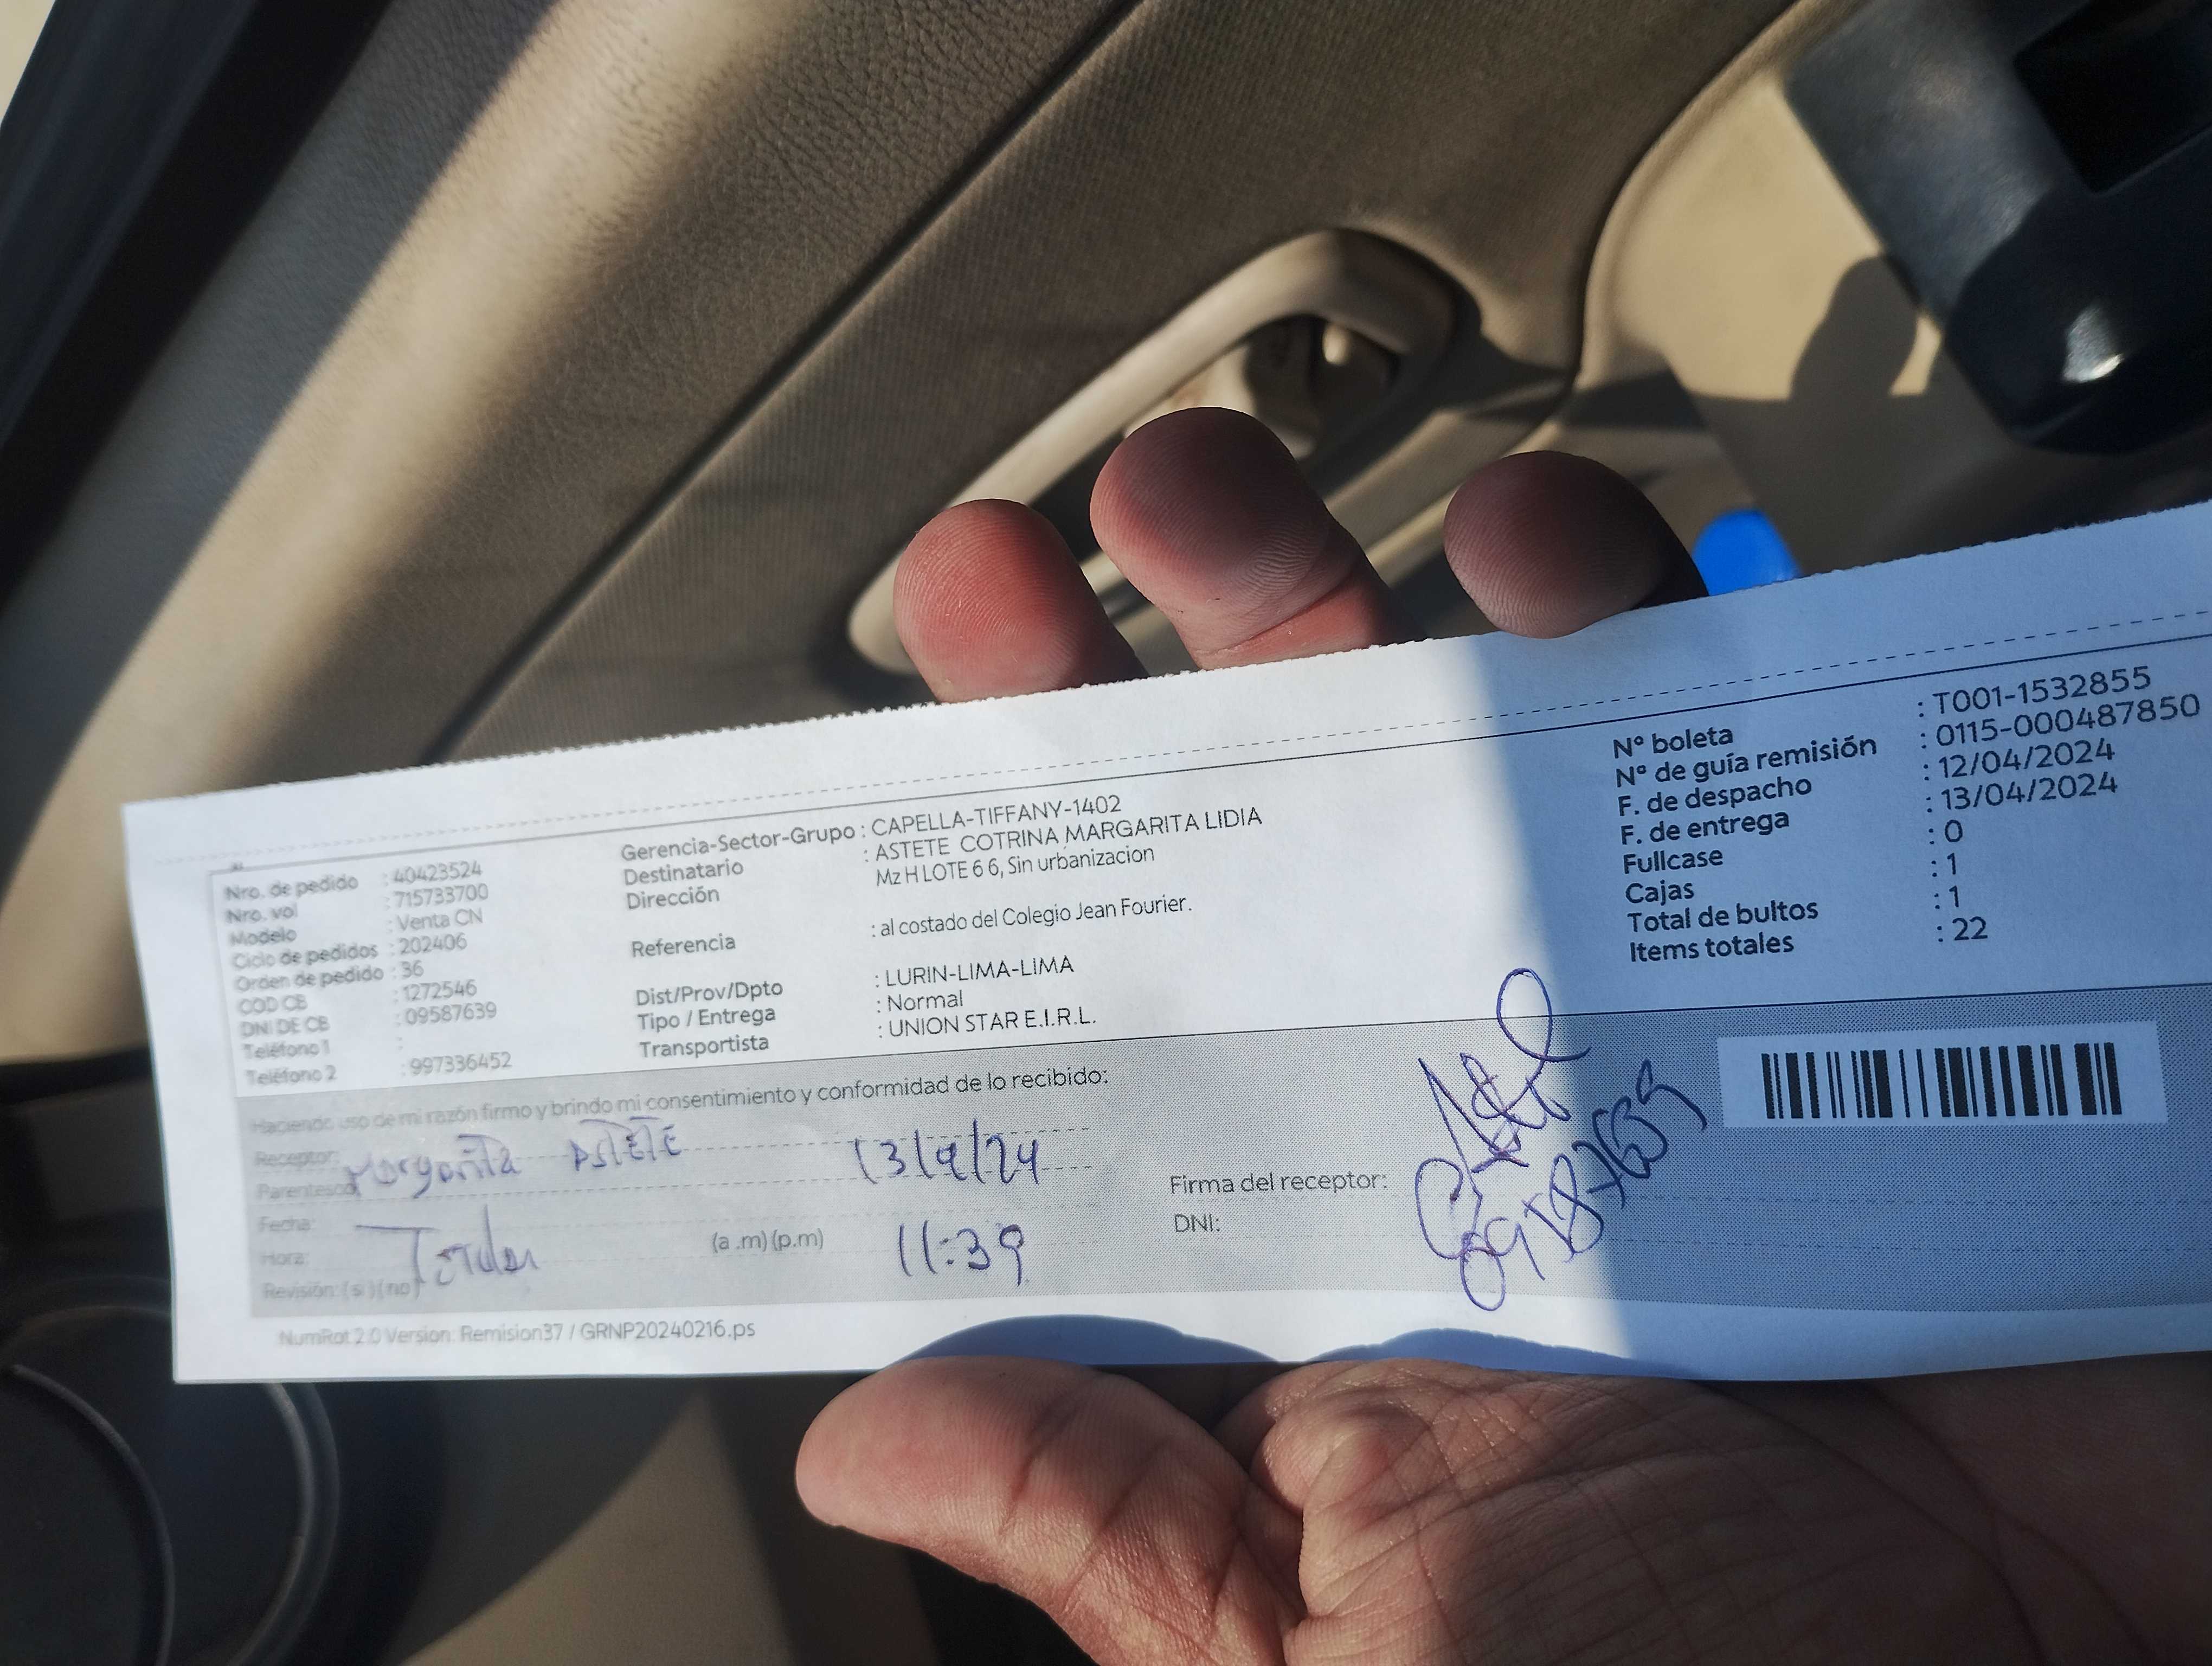 Nro. de pedido : 40423524
Nro. vol : 715733700
Modelo : Venta CN
Ciclo de pedidos : 202406
Orden de pedido : 36
COD CB : 1272546
DNI DE CB : 09587639
Teléfono 1 :
Teléfono 2 : 997336452
Gerencia-Sector-Grupo : CAPELLA-TIFFANY-1402
Destinatario : ASTETE COTRINA MARGARITA LIDIA
Dirección Mz H LOTE 6 6, Sin urbanizacion
Referencia : al costado del Colegio Jean Fourier.
Dist/Prov/Dpto : LURIN-LIMA-LIMA
Tipo / Entrega : Normal
Transportista : UNION STAR E.I.R.L.
N° boleta : T001-1532855
N° de guía remisión : 0115-000487850
F. de despacho : 12/04/2024
F. de entrega : 13/04/2024
Fullcase : 0
Cajas : 1
Total de bultos : 1
Items totales : 22
Haciendo uso de mi razón firmo y brindo mi consentimiento y conformidad de lo recibido:
Receptor: Margarita ASTETE 13/4/24
Parentesco:
Fecha:
Hora: (a .m) (p.m) 11:39
Revisión: ( si ) ( no )
Firma del receptor:
DNI: 09587639
NumRot 2.0 Version: Remision37 / GRNP20240216.ps